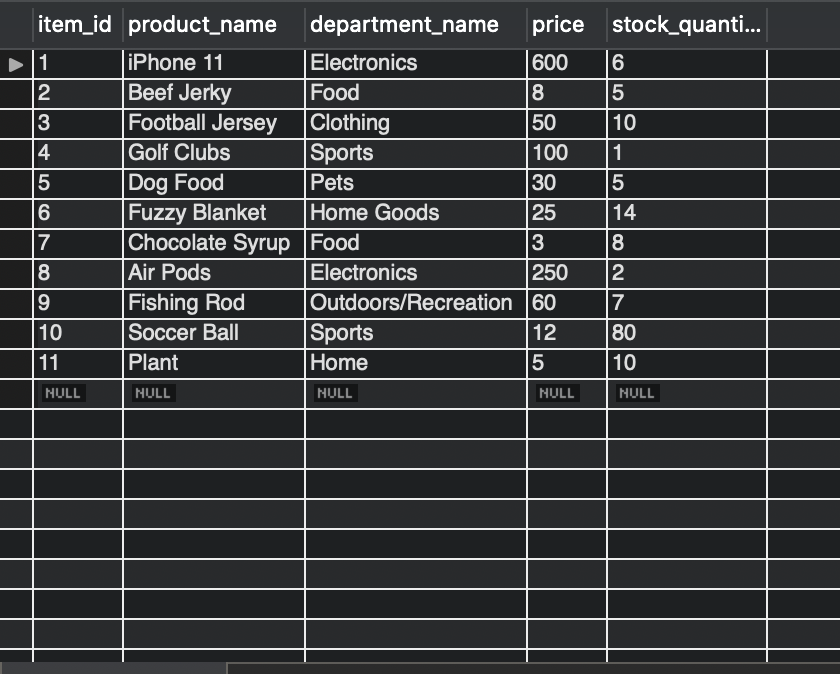 item_id product_name department_name price stock_quanti...
1 iPhone 11 Electronics 600 6
2 Beef Jerky Food 8 5
3 Football Jersey Clothing 50 10
4 Golf Clubs Sports 100 1
5 Dog Food Pets 30 5
6 Fuzzy Blanket Home Goods 25 14
7 Chocolate Syrup Food 3 8
8 Air Pods Electronics 250 2
9 Fishing Rod Outdoors/Recreation 60 7
10 Soccer Ball Sports 12 80
11 Plant Home 5 10
NULL NULL NULL NULL NULL